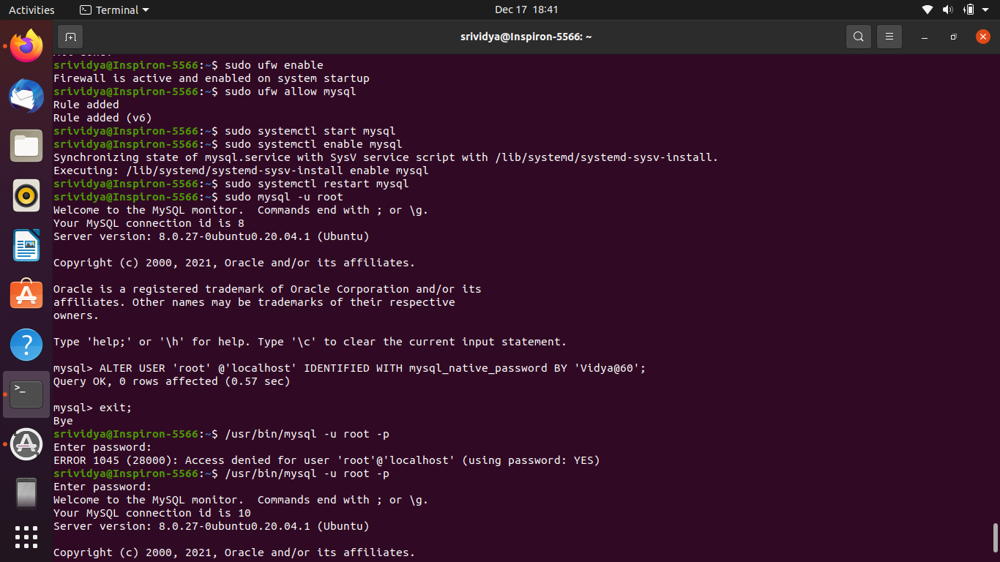 Activities
Terminal
Dec 17 18:41
srividya@Inspiron-5566: ~
srividya@Inspiron-5566:~$ sudo ufw enable
Firewall is active and enabled on system startup
srividya@Inspiron-5566:~$ sudo ufw allow mysql
Rule added
Rule added (v6)
srividya@Inspiron-5566:~$ sudo systemctl start mysql
srividya@Inspiron-5566:~$ sudo systemctl enable mysql
Synchronizing state of mysql.service with SysV service script with /lib/systemd/systemd-sysv-install.
Executing: /lib/systemd/systemd-sysv-install enable mysql
srividya@Inspiron-5566:~$ sudo systemctl restart mysql
srividya@Inspiron-5566:~$ sudo mysql -u root
Welcome to the MySQL monitor.  Commands end with ; or \g.
Your MySQL connection id is 8
Server version: 8.0.27-0ubuntu0.20.04.1 (Ubuntu)
Copyright (c) 2000, 2021, Oracle and/or its affiliates.
Oracle is a registered trademark of Oracle Corporation and/or its
affiliates. Other names may be trademarks of their respective
owners.
Type 'help;' or '\h' for help. Type '\c' to clear the current input statement.
mysql> ALTER USER 'root' @'localhost' IDENTIFIED WITH mysql_native_password BY 'Vidya@60';
Query OK, 0 rows affected (0.57 sec)
mysql> exit;
Bye
srividya@Inspiron-5566:~$ /usr/bin/mysql -u root -p
Enter password:
ERROR 1045 (28000): Access denied for user 'root'@'localhost' (using password: YES)
srividya@Inspiron-5566:~$ /usr/bin/mysql -u root -p
Enter password:
Welcome to the MySQL monitor.  Commands end with ; or \g.
Your MySQL connection id is 10
Server version: 8.0.27-0ubuntu0.20.04.1 (Ubuntu)
Copyright (c) 2000, 2021, Oracle and/or its affiliates.